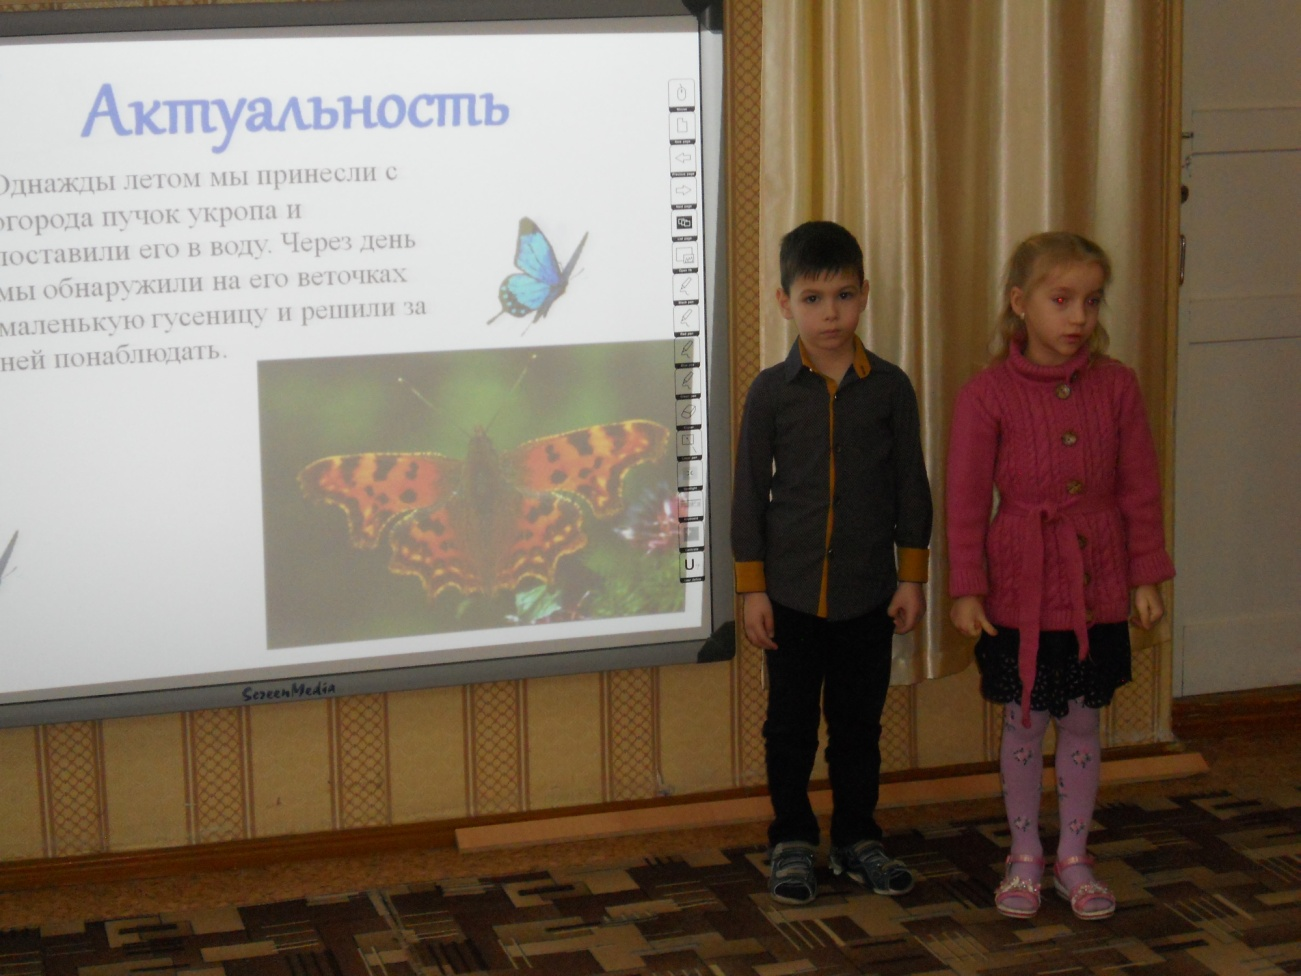 Актуальность
Однажды летом мы принесли с
огорода пучок укропа и
поставили его в воду. Через день
мы обнаружили на его веточках
маленькую гусеницу и решили за
ней понаблюдать.
ScreenMedia